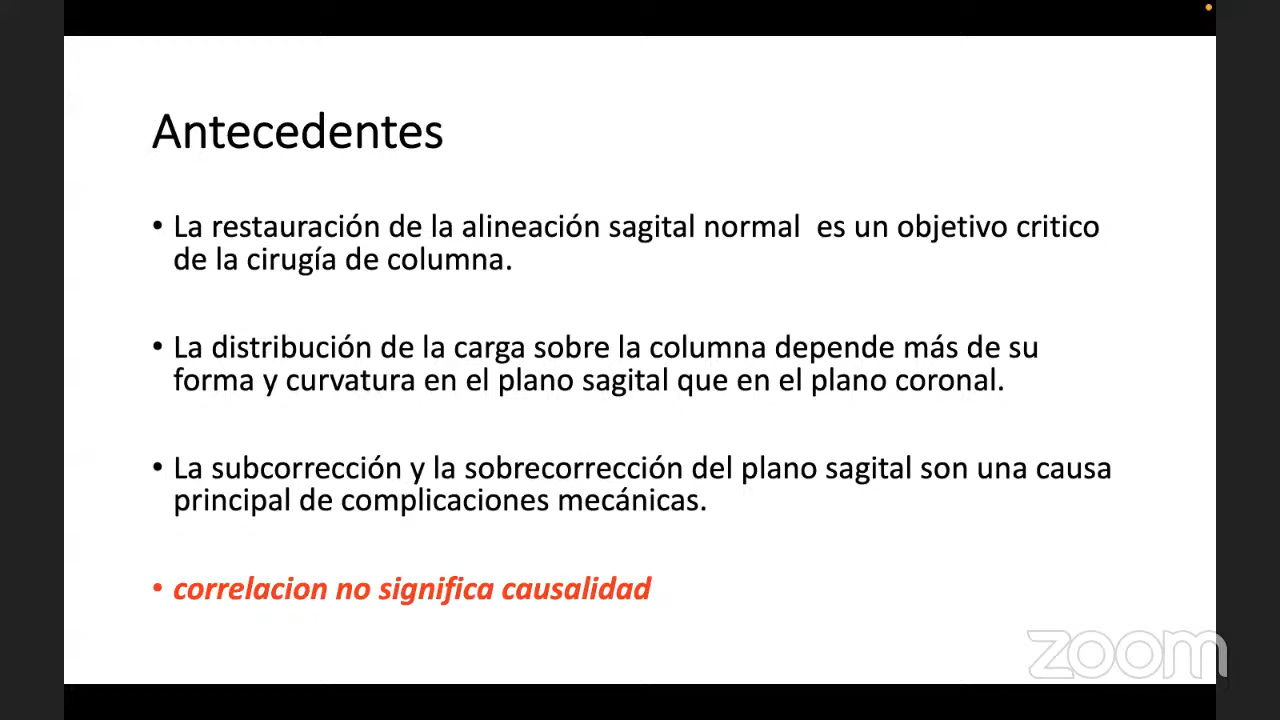 Antecedentes
• La restauración de la alineación sagital normal  es un objetivo critico
de la cirugía de columna.
• La distribución de la carga sobre la columna depende más de su
forma y curvatura en el plano sagital que en el plano coronal.
• La subcorrección y la sobrecorrección del plano sagital son una causa
principal de complicaciones mecánicas.
• correlacion no significa causalidad
zoom